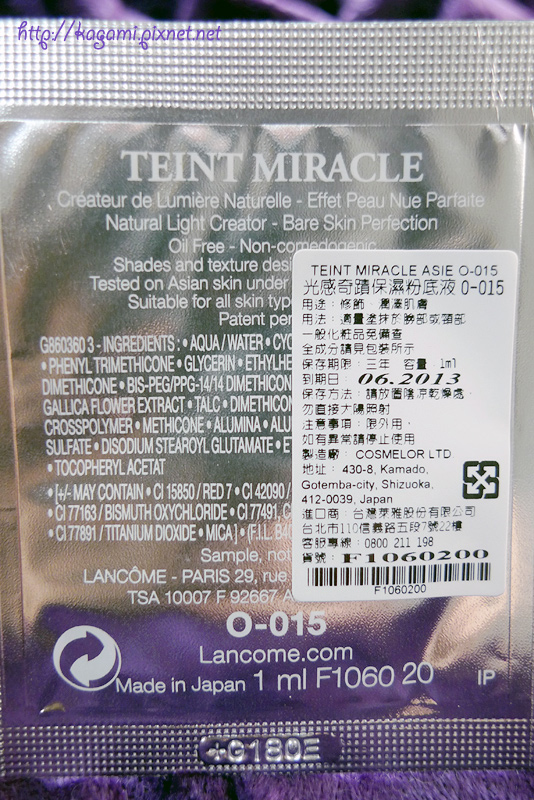 http://kagami.pixnet.net
TEINT MIRACLE
Créateur de Lumière Naturelle - Effet Peau Nue Parfaite
Natural Light Creator - Bare Skin Perfection
Oil Free - Non-comedogenic
Shades and texture
Tested on Asian skin under
Suitable for all skin
Patent
G860360 3 - INGREDIENTS : • AQUA / WATER •
• PHENYL TRIMETHICONE • GLYCERIN •
DIMETHICONE • BIS-PEG/PPG-14/14
GALLICA FLOWER EXTRACT • TALC •
CROSSPOLYMER • METHICONE • ALUMINA •
SULFATE • DISODIUM STEAROYL GLUTAMATE •
• TOCOPHERYL ACETAT
• [+/- MAY CONTAIN • CI 15850 / RED 7 • CI 42090 /
CI 77163 / BISMUTH OXYCHLORIDE • CI 77491,
• CI 77891 / TITANIUM DIOXIDE • MICA ] • (F.I.L.
Sample,
LANCÔME - PARIS 29, rue
TSA 10007 F 92667
O-015
Lancome.com
Made in Japan 1 ml F1060 20 IP
TEINT MIRACLE ASIE O-015
光感奇蹟保濕粉底液 O-015
用途：修飾、潤澤肌膚
用法：適量塗抹於臉部或頸部
一般化粧品免備查
全成分請見包裝所示
保存期限：三年 容量 1ml
到期日：06.2013
保存方法：請放置陰涼乾燥處，
勿直接太陽照射
注意事項：限外用，
如有異常請停止使用
製造廠：COSMELOR LTD
地址：430-8, Kamado,
Gotemba-city, Shizuoka,
412-0039, Japan
進口商：台灣萊雅股份有限公司
台北市110信義路五段7號22樓
客服專線：0800 211 198
貨號：F1060200
F1060200